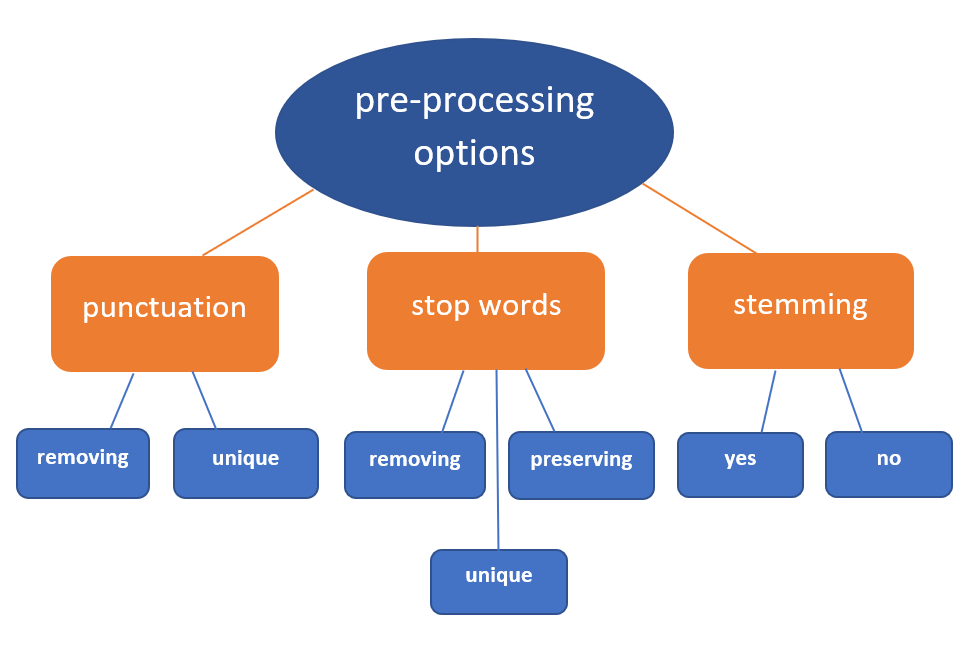 pre-processing
options
punctuation
stop words
stemming
removing
unique
removing
preserving
yes
no
unique